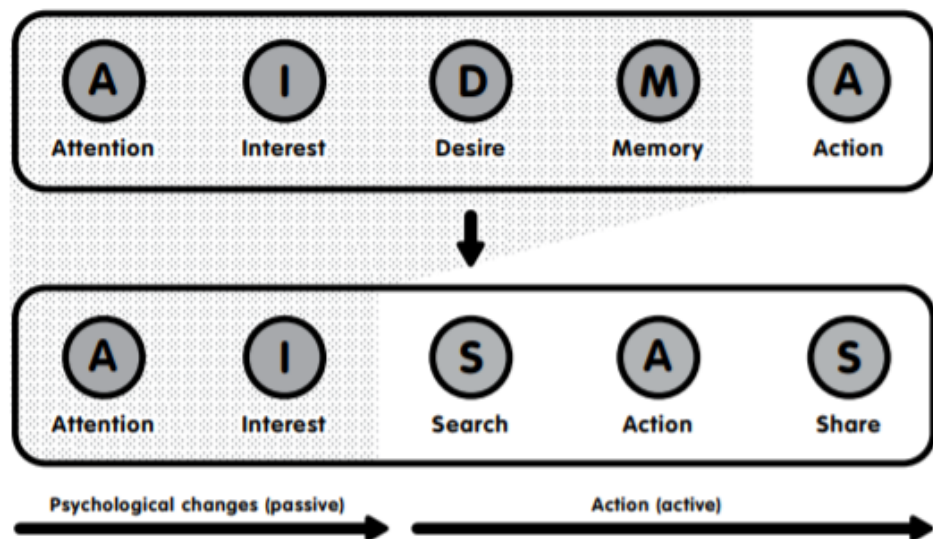 A I D M A
Attention Interest Desire Memory Action
A I S A S
Attention Interest Search Action Share
Psychological changes (passive) Action (active)